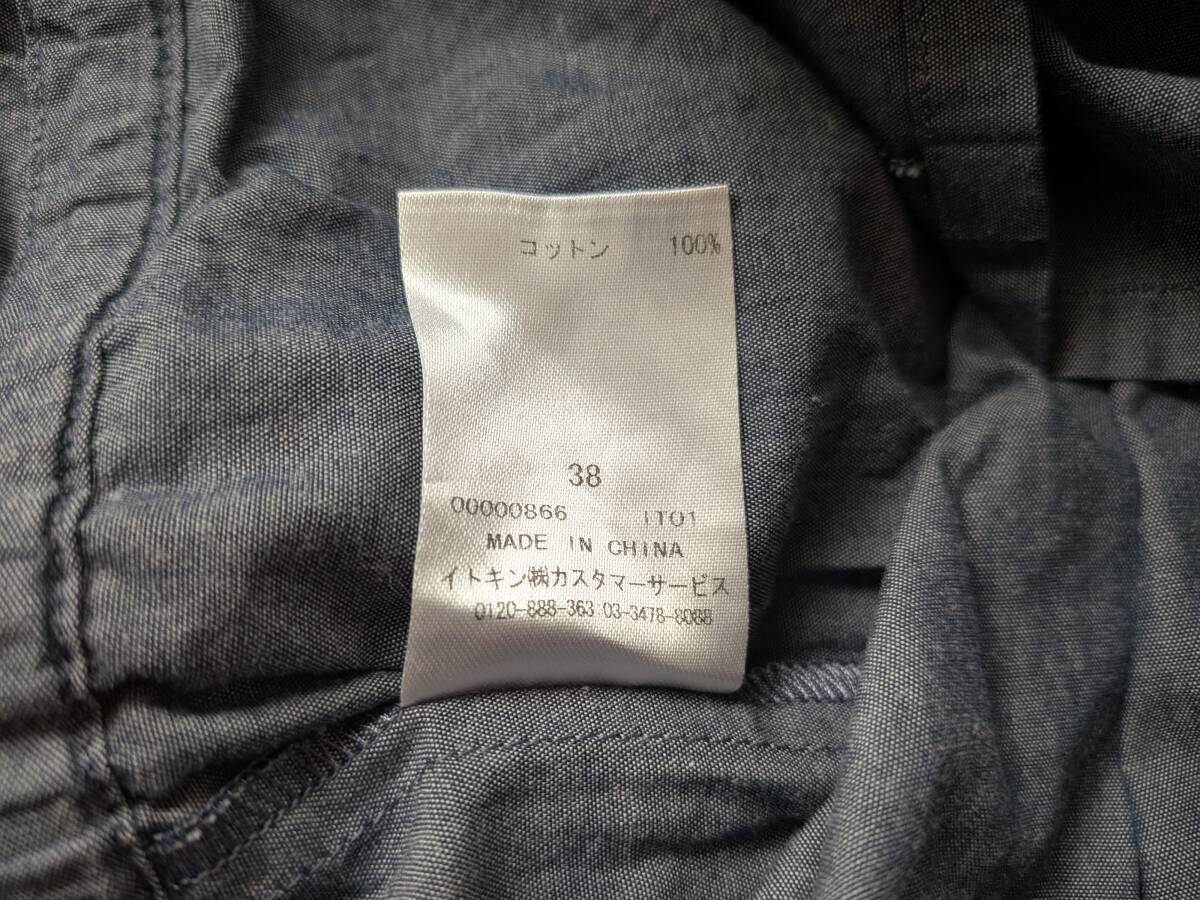 コットン 100%
38
00000866 IT01
MADE IN CHINA
イトキン㈱カスタマーサービス
0120-888-363 03-3478-8088